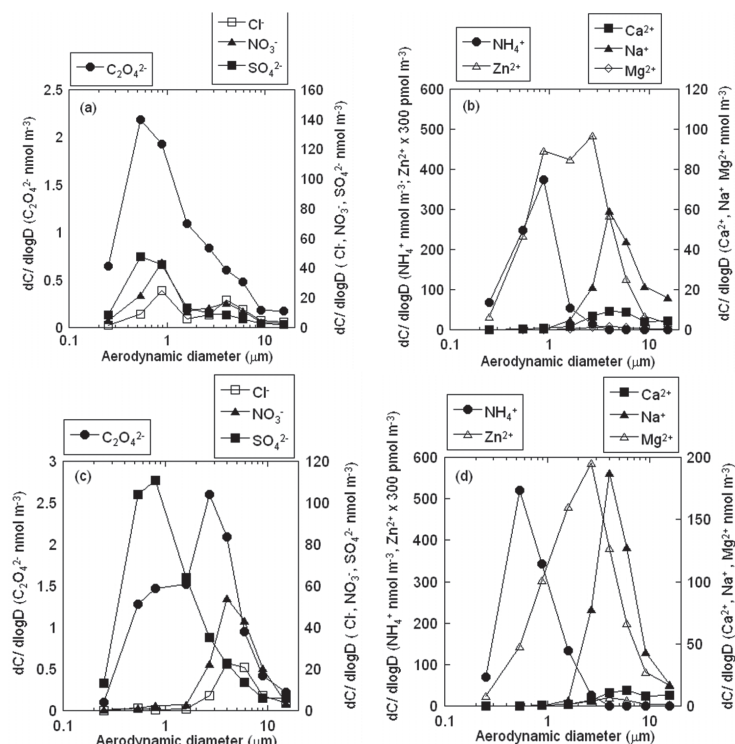 Cl⁻
NO₃⁻
SO₄²⁻
C₂O₄²⁻
(a)
2.5
2
1.5
1
0.5
0
160
140
120
100
80
60
40
20
0
dC/ dlogD (C₂O₄²⁻ nmol m⁻³)
dC/ dlogD ( Cl⁻, NO₃⁻, SO₄²⁻ nmol m⁻³)
0.1
1
10
Aerodynamic diameter (μm)
NH₄⁺
Zn²⁺
Ca²⁺
Na⁺
Mg²⁺
(b)
600
500
400
300
200
100
0
120
100
80
60
40
20
0
dC/ dlogD (NH₄⁺ nmol m⁻³; Zn²⁺ x 300 pmol m⁻³)
dC/ dlogD (Ca²⁺, Na⁺ Mg²⁺ nmol m⁻³)
0.1
1
10
Aerodynamic diameter (μm)
Cl⁻
NO₃⁻
SO₄²⁻
C₂O₄²⁻
(c)
3
2.5
2
1.5
1
0.5
0
120
100
80
60
40
20
0
dC/ dlogD (C₂O₄²⁻ nmol m⁻³)
dC/ dlogD ( Cl⁻, NO₃⁻, SO₄²⁻ nmol m⁻³)
0.1
1
10
Aerodynamic diameter (μm)
NH₄⁺
Zn²⁺
Ca²⁺
Na⁺
Mg²⁺
(d)
600
500
400
300
200
100
0
200
150
100
50
0
dC/ dlogD (NH₄⁺ nmol m⁻³, Zn²⁺ x 300 pmol m⁻³)
dC/ dlogD (Ca²⁺, Na⁺, Mg²⁺ nmol m⁻³)
0.1
1
10
Aerodynamic diameter (μm)